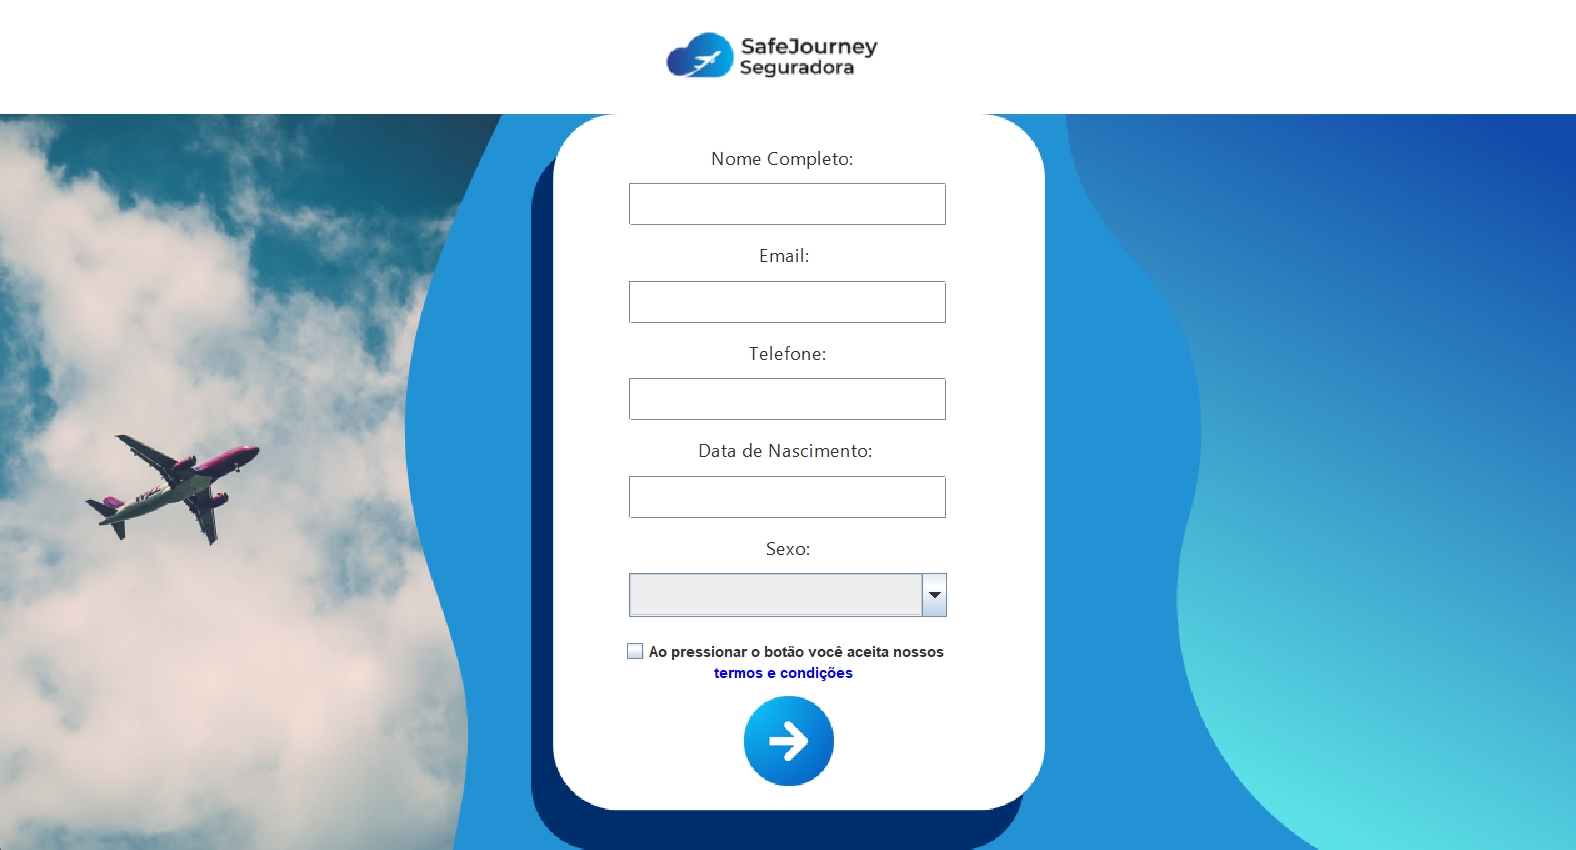 SafeJourney
Seguradora
Nome Completo:
Email:
Telefone:
Data de Nascimento:
Sexo:
Ao pressionar o botão você aceita nossos
termos e condições